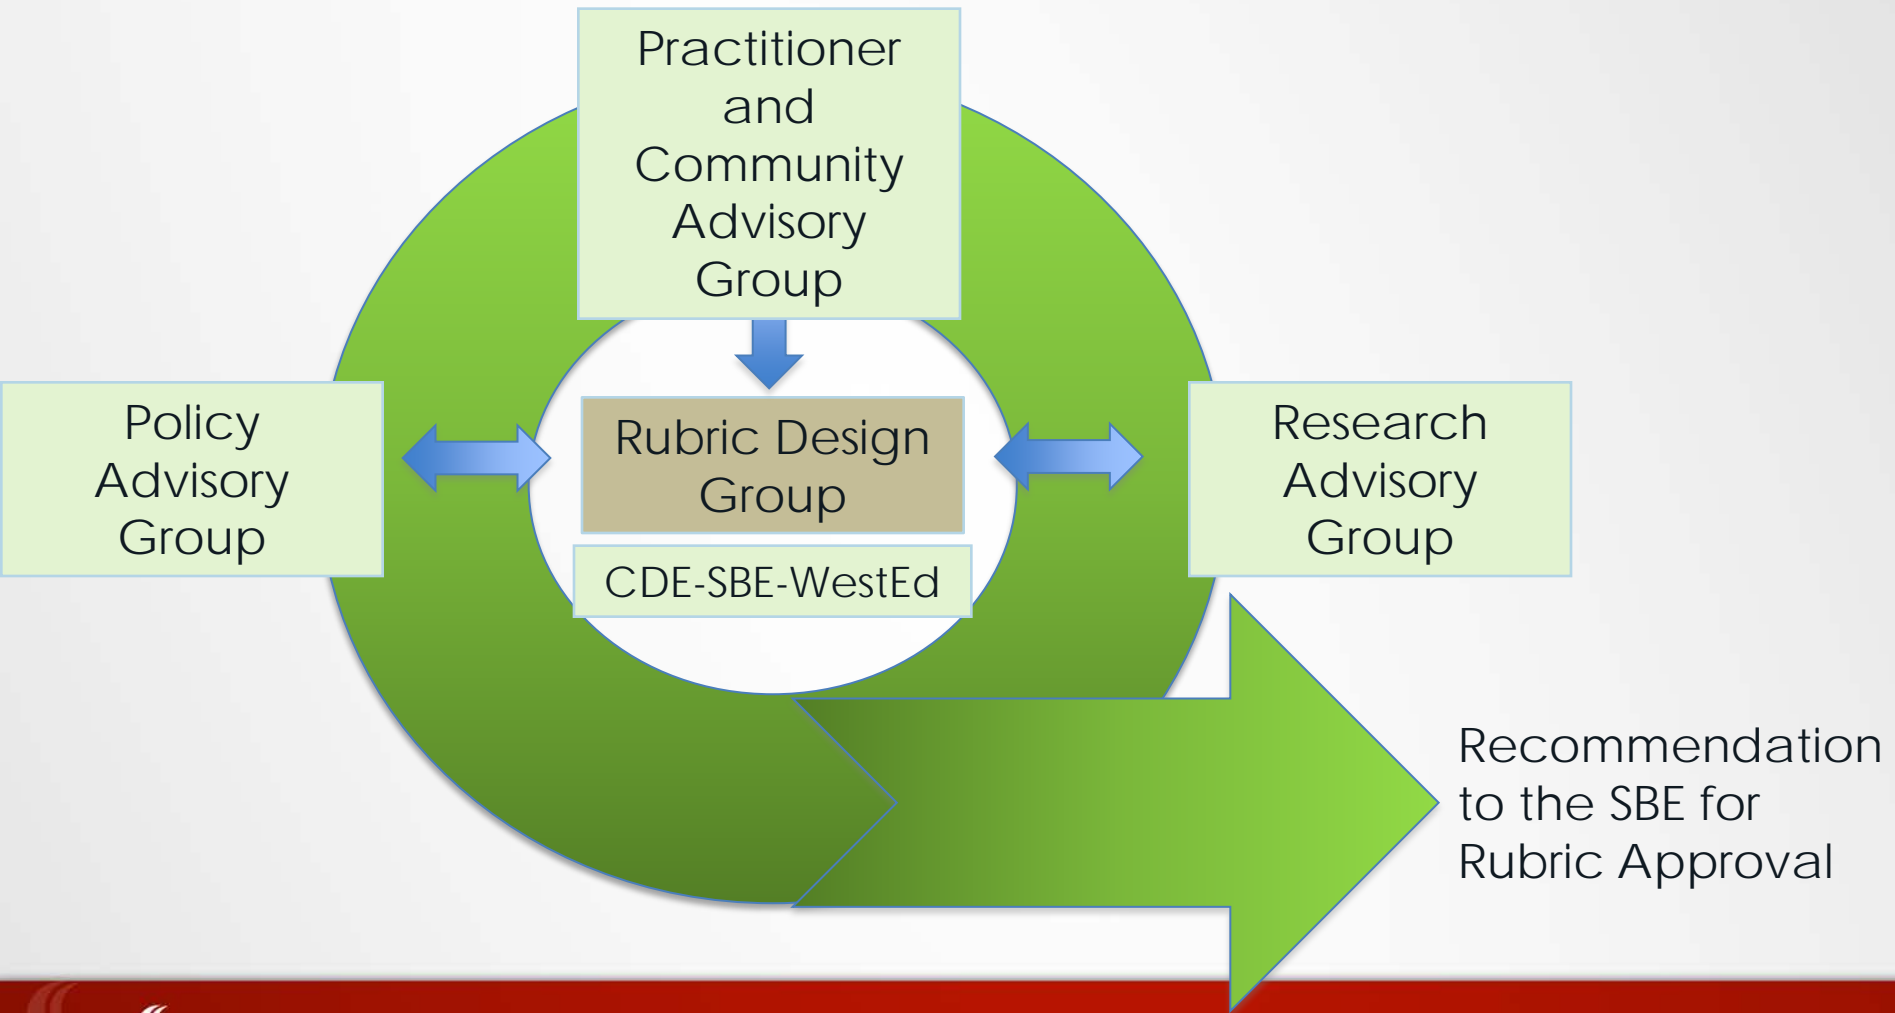 Practitioner
and
Community
Advisory
Group
Policy
Advisory
Group
Rubric Design
Group
CDE-SBE-WestEd
Research
Advisory
Group
Recommendation
to the SBE for
Rubric Approval